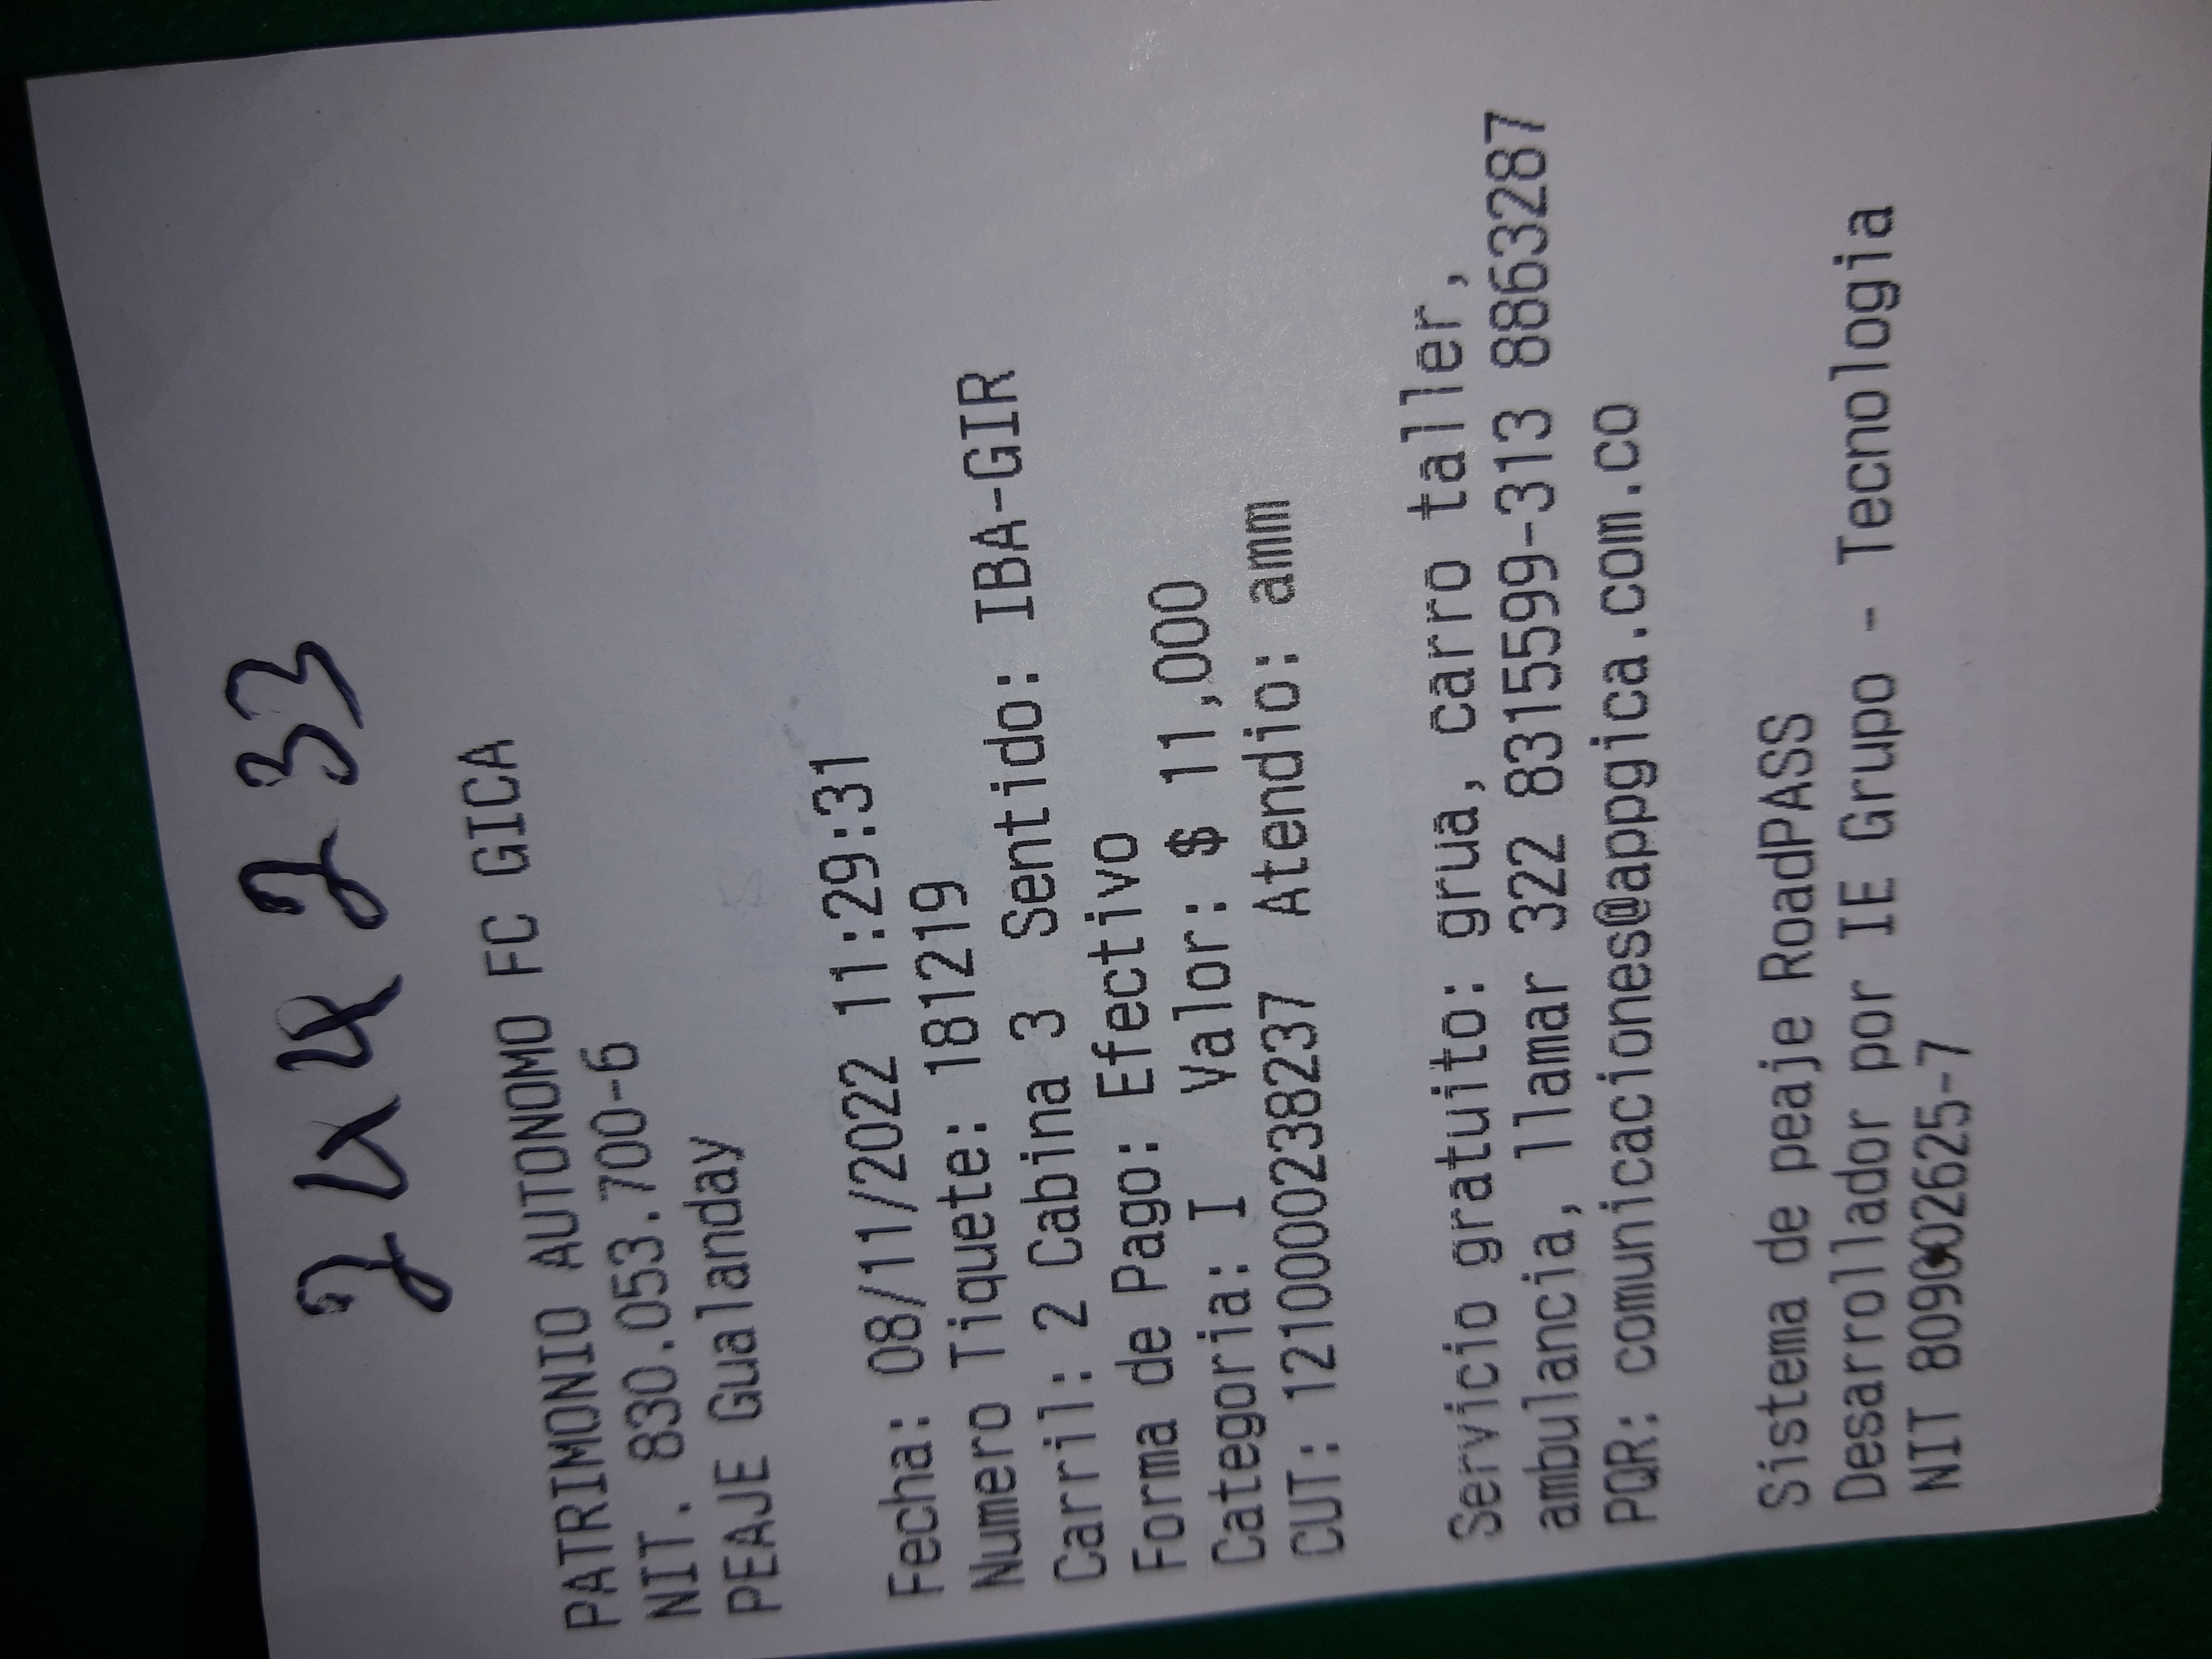 244233
PATRIMONIO AUTONOMO FC GICA
NIT. 830.053.700-6
PEAJE Gualanday
Fecha: 08/11/2022 11:29:31
Numero Tiquete: 181219
Carril: 2 Cabina 3 Sentido: IBA-GIR
Forma de Pago: Efectivo
Categoria: I Valor: $ 11,000
CUT: 1210000238237 Atendio: amm
Servicio gratuito: grua, carro taller,
ambulancia, llamar 322 8315599-313 8863287
PQR: comunicaciones@appgica.com.co
Sistema de peaje RoadPASS
Desarrollador por IE Grupo - Tecnologia
NIT 809002625-7